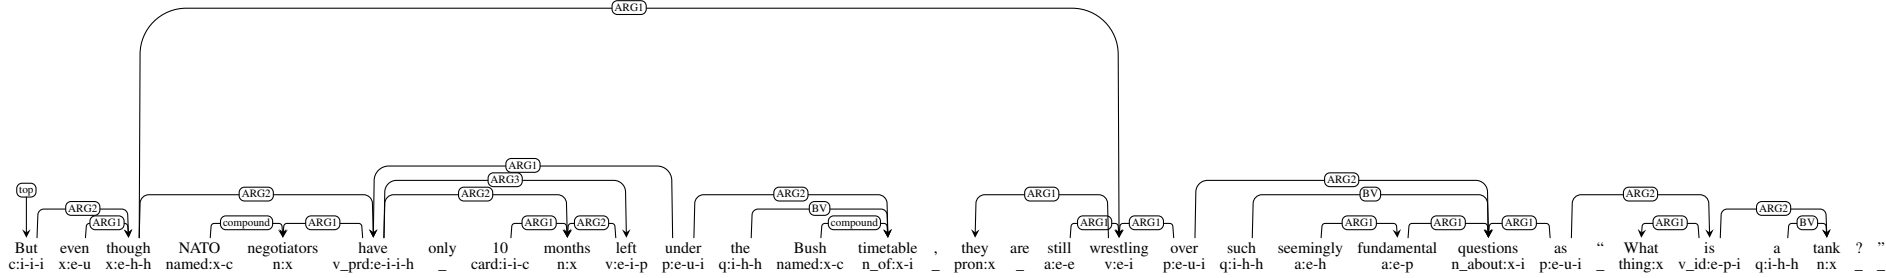 ARG1
ARG1
ARG3
ARG2
top
ARG2
ARG2
ARG2
ARG1
ARG2
BV
ARG2
ARG2
BV
ARG2
ARG1
compound
ARG1
ARG1
ARG2
compound
ARG1
ARG1
ARG1
ARG1
ARG1
ARG1
BV
But even though NATO negotiators have only 10 months left under the Bush timetable , they are still wrestling over such seemingly fundamental questions as “ What is a tank ? ”
c:i-i-i x:e-u x:e-h-h named:x-c n:x v_prd:e-i-i-h _ card:i-i-c n:x v:e-i-p p:e-u-i q:i-h-h named:x-c n_of:x-i _ pron:x _ a:e-e v:e-i p:e-u-i q:i-h-h a:e-h a:e-p n_about:x-i p:e-u-i _ thing:x v_id:e-p-i q:i-h-h n:x _ _